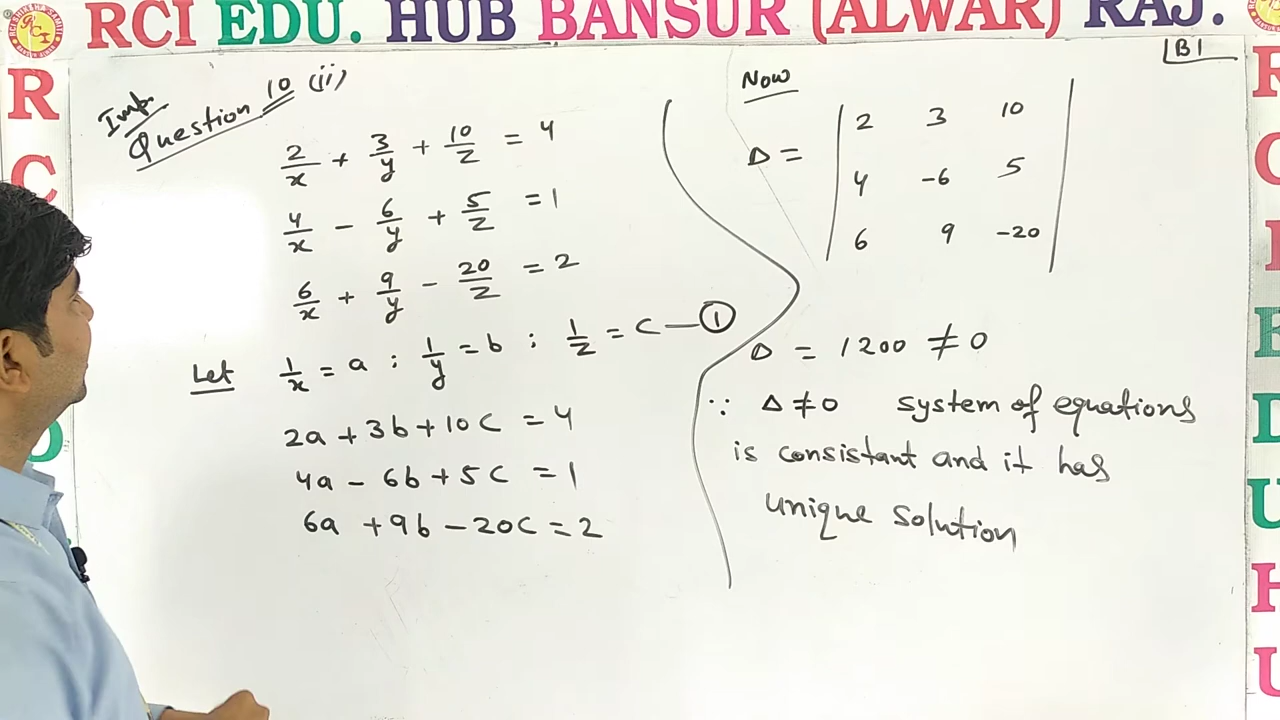 RCI EDU. HUB BANSUR (ALWAR) RAJ.
R
C
R
C
I
E
D
U
H
U
Imp.
Question 10 (ii)
2/x + 3/y + 10/z = 4
4/x - 6/y + 5/z = 1
6/x + 9/y - 20/z = 2
Let 1/x = a ; 1/y = b ; 1/z = c — ①
2a + 3b + 10c = 4
4a - 6b + 5c = 1
6a + 9b - 20c = 2
|B|
Now
Δ = | 2 3 10 |
4 -6 5
6 9 -20
Δ = 1200 ≠ 0
∵ Δ ≠ 0 system of equations
is consistant and it has
unique solution